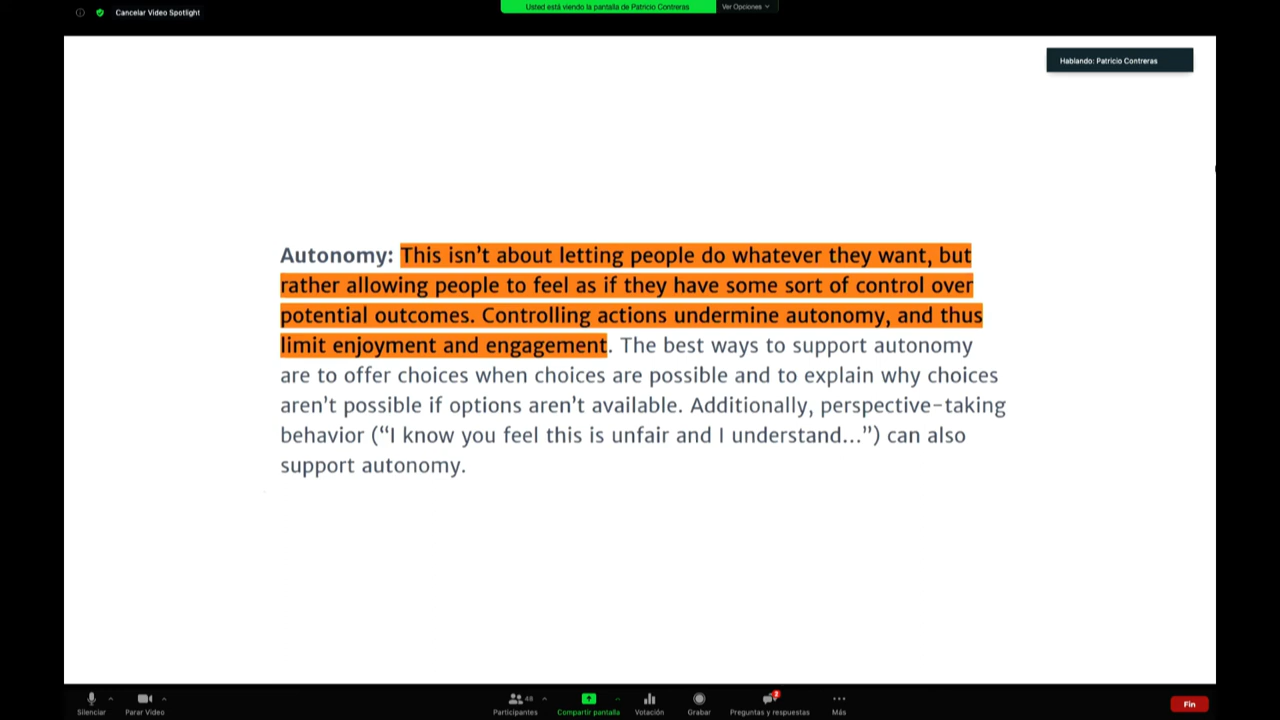 Cancelar Video Spotlight
Usted está viendo la pantalla de Patricio Contreras
Ver Opciones
Hablando: Patricio Contreras
Autonomy: This isn't about letting people do whatever they want, but
rather allowing people to feel as if they have some sort of control over
potential outcomes. Controlling actions undermine autonomy, and thus
limit enjoyment and engagement. The best ways to support autonomy
are to offer choices when choices are possible and to explain why choices
aren't possible if options aren't available. Additionally, perspective-taking
behavior (“I know you feel this is unfair and I understand…”) can also
support autonomy.
Silenciar
Parar Video
Participantes
48
Compartir pantalla
Votación
Grabar
Preguntas y respuestas
Más
Fin